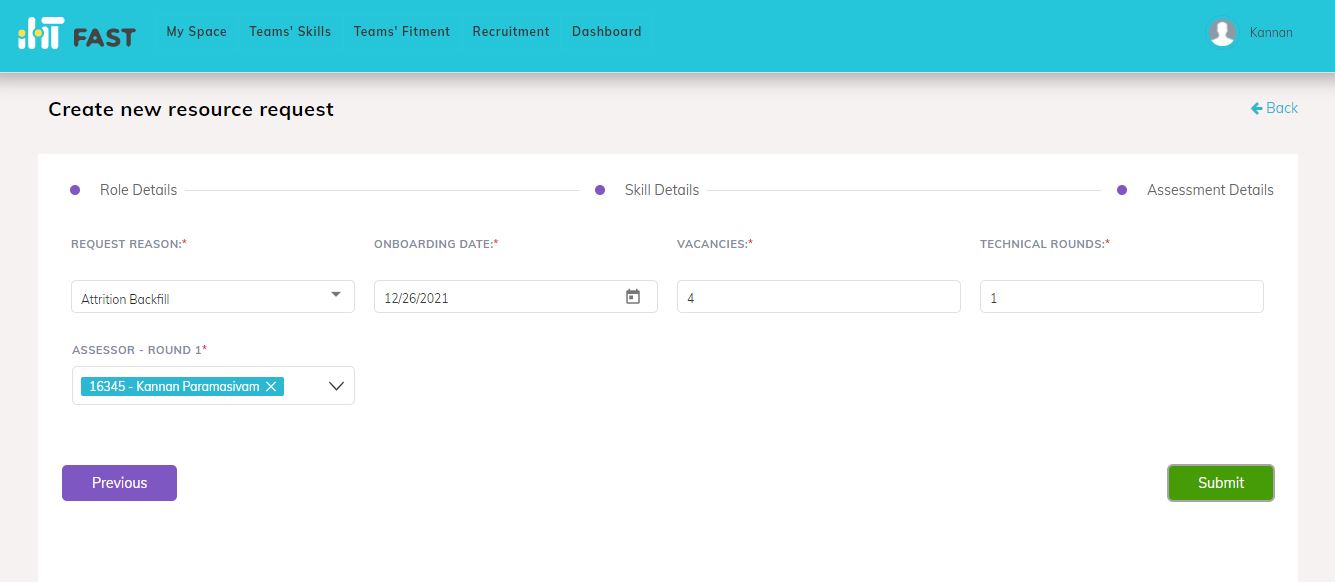 FAST My Space Teams' Skills Teams' Fitment Recruitment Dashboard Kannan
Create new resource request Back
Role Details Skill Details Assessment Details
REQUEST REASON:* ONBOARDING DATE:* VACANCIES:* TECHNICAL ROUNDS:*
Attrition Backfill 12/26/2021 4 1
ASSESSOR - ROUND 1*
16345 - Kannan Paramasivam
Previous Submit